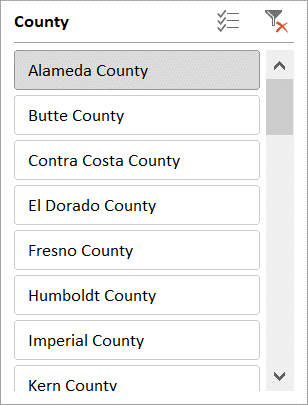 County
Alameda County
Butte County
Contra Costa County
El Dorado County
Fresno County
Humboldt County
Imperial County
Kern County